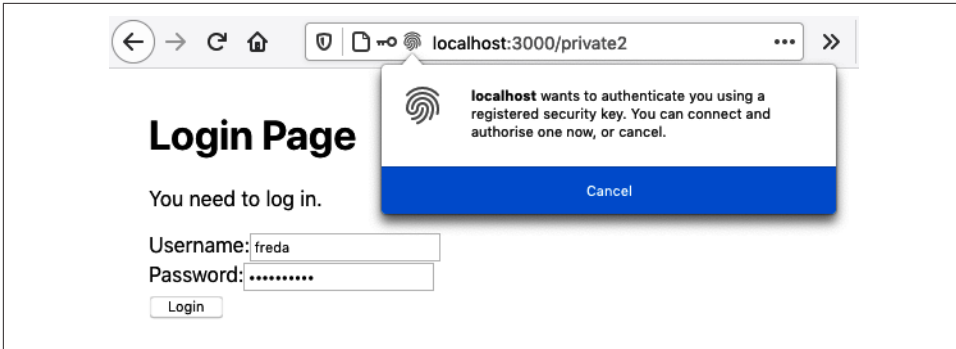 localhost:3000/private2
localhost wants to authenticate you using a
registered security key. You can connect and
authorise one now, or cancel.
Cancel
Login Page
You need to log in.
Username: freda
Password: ••••••••••
Login